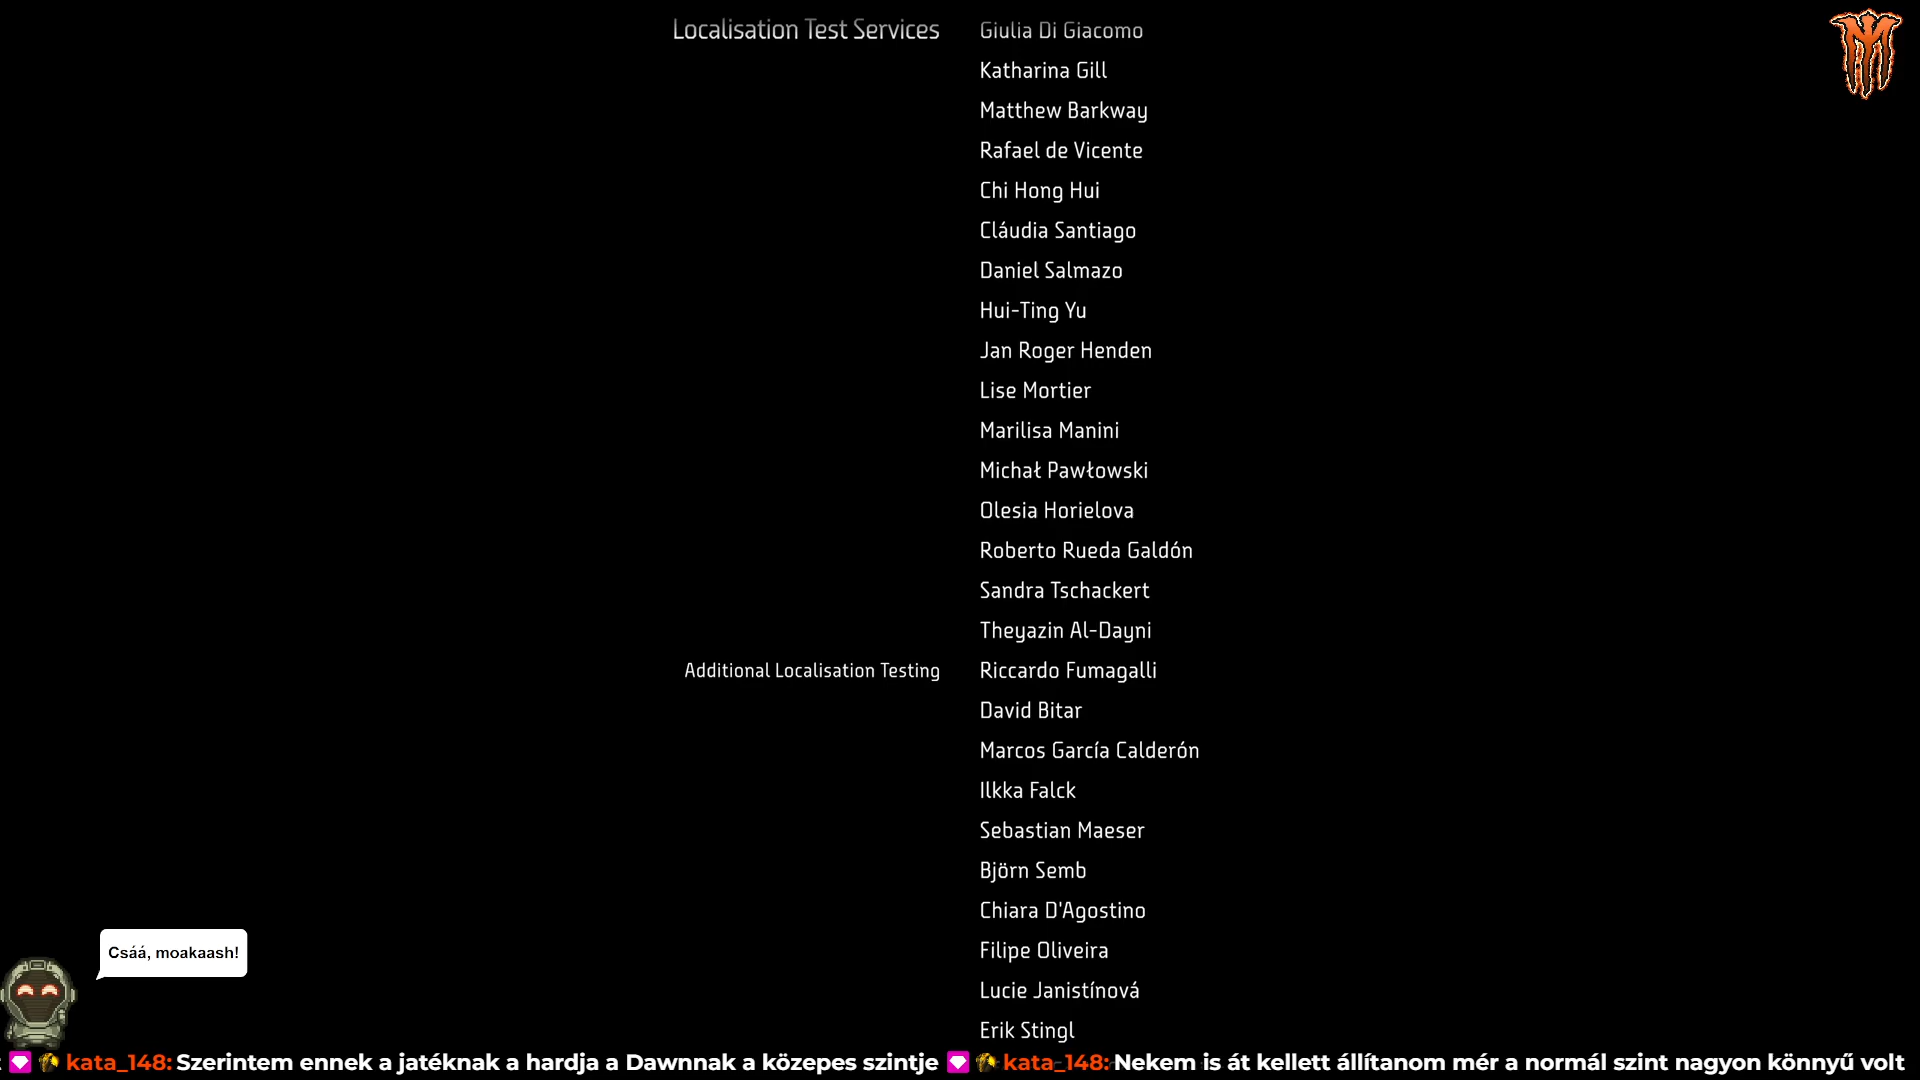 Localisation Test Services Giulia Di Giacomo
Katharina Gill
Matthew Barkway
Rafael de Vicente
Chi Hong Hui
Cláudia Santiago
Daniel Salmazo
Hui-Ting Yu
Jan Roger Henden
Lise Mortier
Marilisa Manini
Michał Pawłowski
Olesia Horielova
Roberto Rueda Galdón
Sandra Tschackert
Theyazin Al-Dayni
Additional Localisation Testing Riccardo Fumagalli
David Bitar
Marcos García Calderón
Ilkka Falck
Sebastian Maeser
Björn Semb
Chiara D'Agostino
Filipe Oliveira
Csáá, moakaash!
Lucie Janistínová
Erik Stingl
kata_148: Szerintem ennek a jatéknak a hardja a Dawnnak a közepes szintje kata_148: Nekem is át kellett állítanom mér a normál szint nagyon könnyű volt